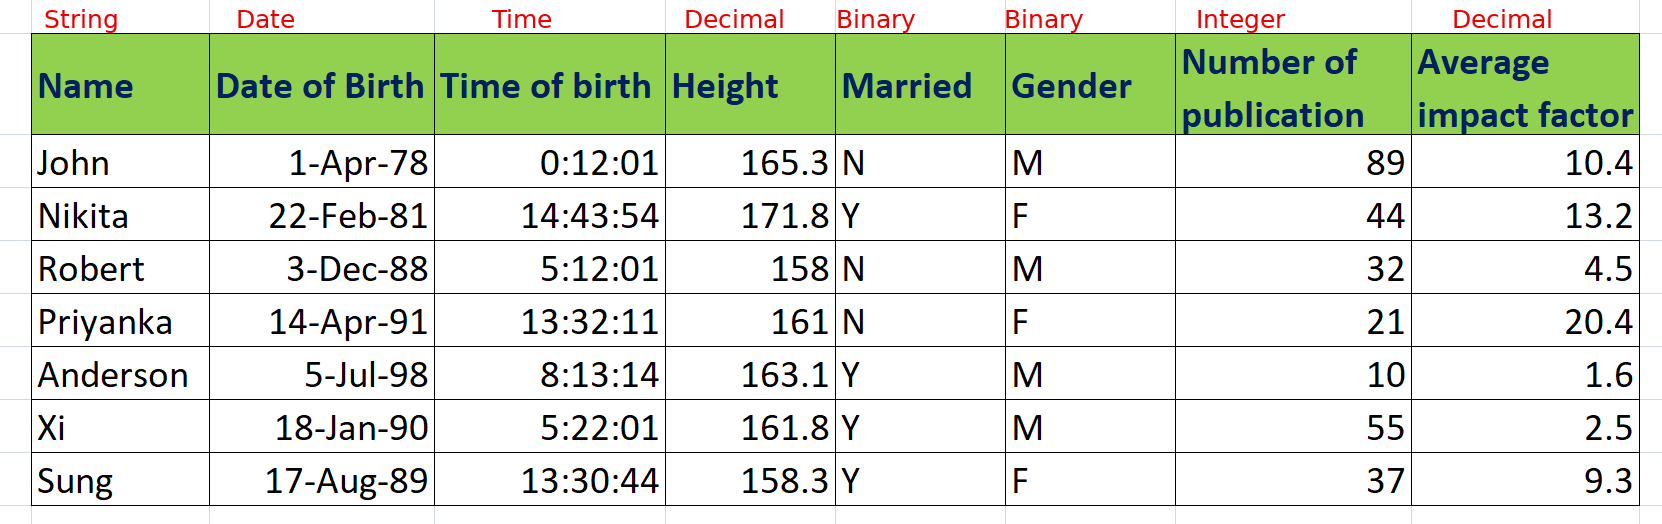 String Date Time Decimal Binary Binary Integer Decimal
Name Date of Birth Time of birth Height Married Gender Number of publication Average impact factor
John 1-Apr-78 0:12:01 165.3 N M 89 10.4
Nikita 22-Feb-81 14:43:54 171.8 Y F 44 13.2
Robert 3-Dec-88 5:12:01 158 N M 32 4.5
Priyanka 14-Apr-91 13:32:11 161 N F 21 20.4
Anderson 5-Jul-98 8:13:14 163.1 Y M 10 1.6
Xi 18-Jan-90 5:22:01 161.8 Y M 55 2.5
Sung 17-Aug-89 13:30:44 158.3 Y F 37 9.3